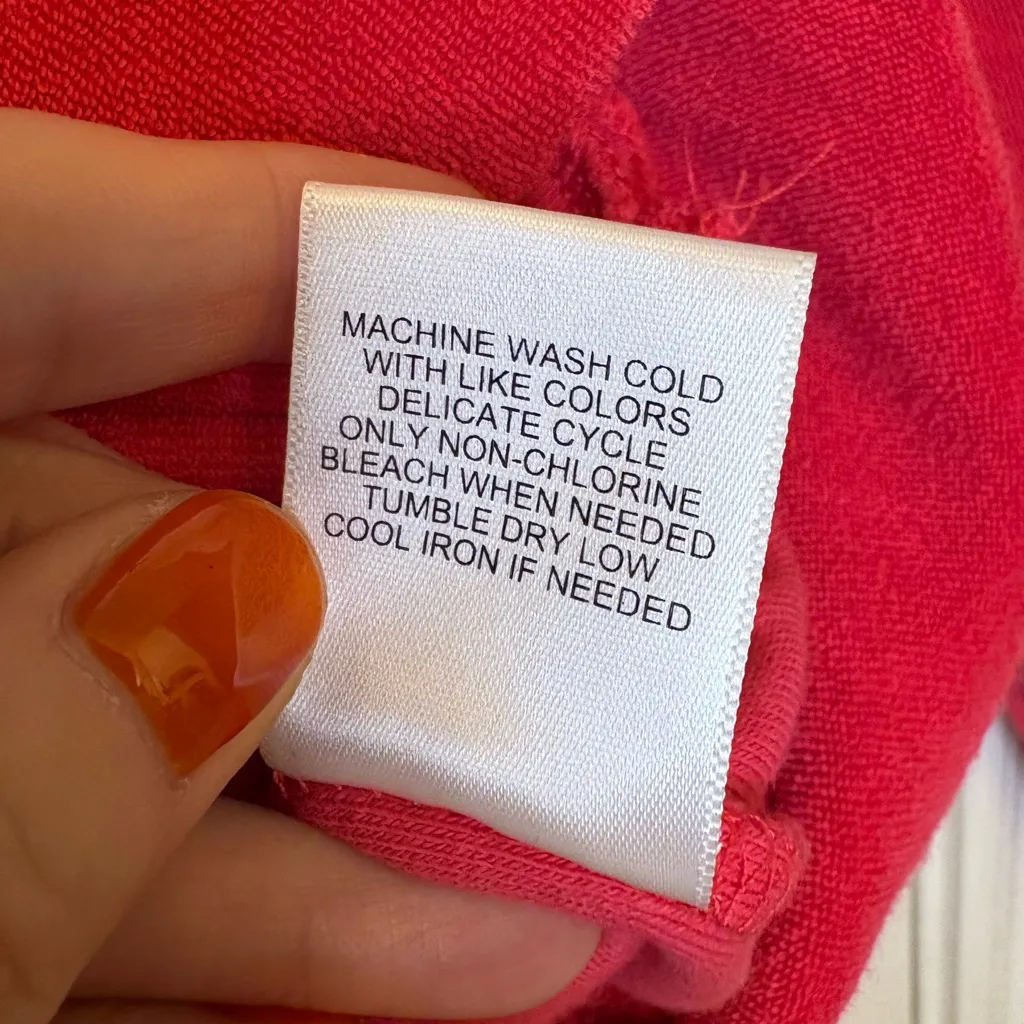 MACHINE WASH COLD
WITH LIKE COLORS
DELICATE CYCLE
ONLY NON-CHLORINE
BLEACH WHEN NEEDED
TUMBLE DRY LOW
COOL IRON IF NEEDED